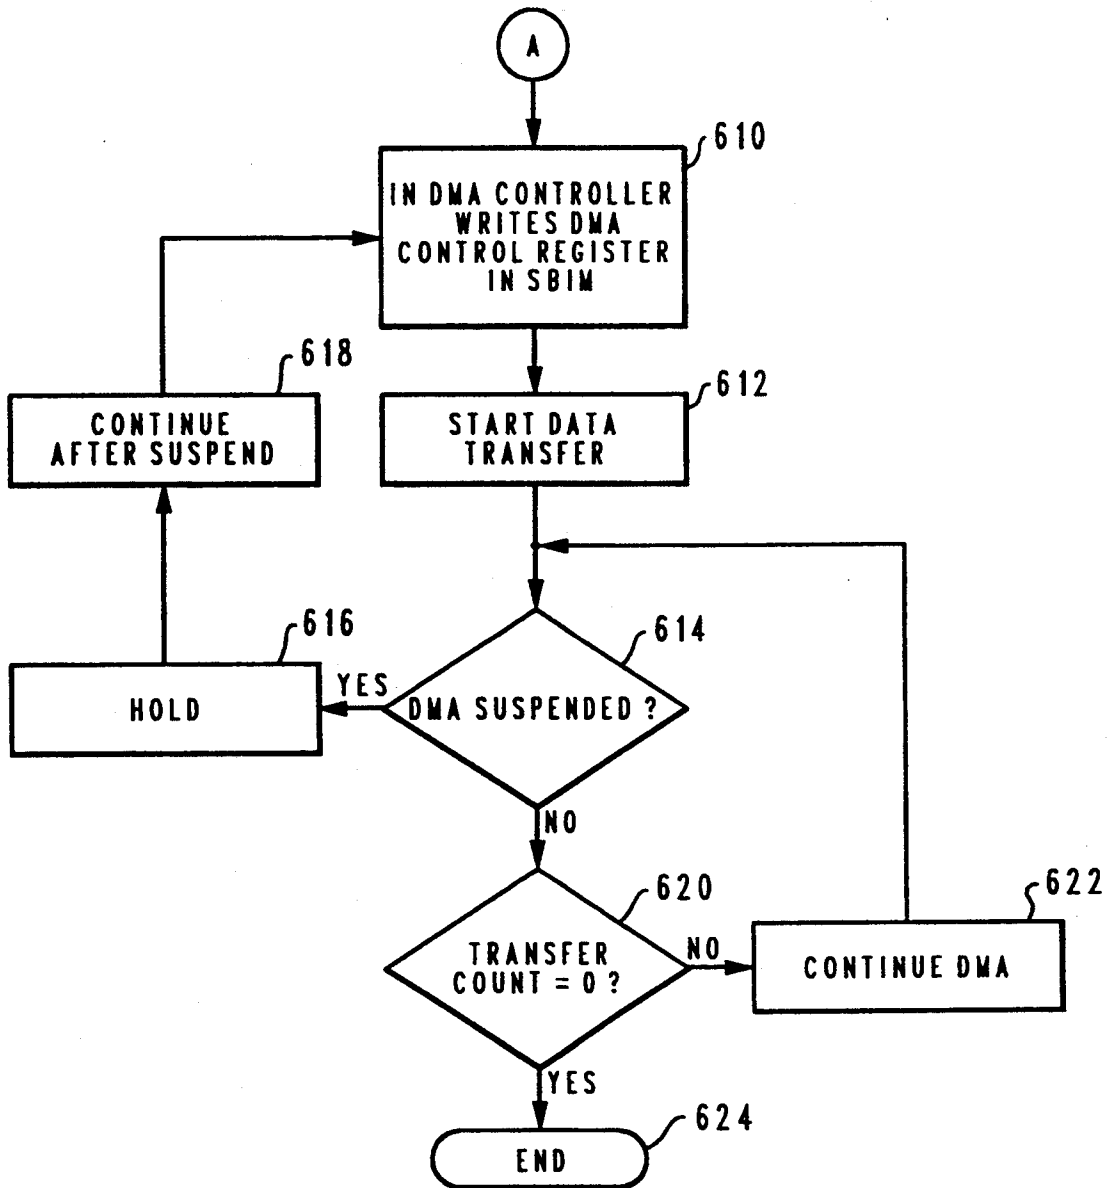 A
610
IN DMA CONTROLLER
WRITES DMA
CONTROL REGISTER
IN SBIM
618
CONTINUE
AFTER SUSPEND
612
START DATA
TRANSFER
616
HOLD
614
YES
DMA SUSPENDED ?
NO
620
TRANSFER
COUNT = 0 ?
NO
622
CONTINUE DMA
YES
624
END